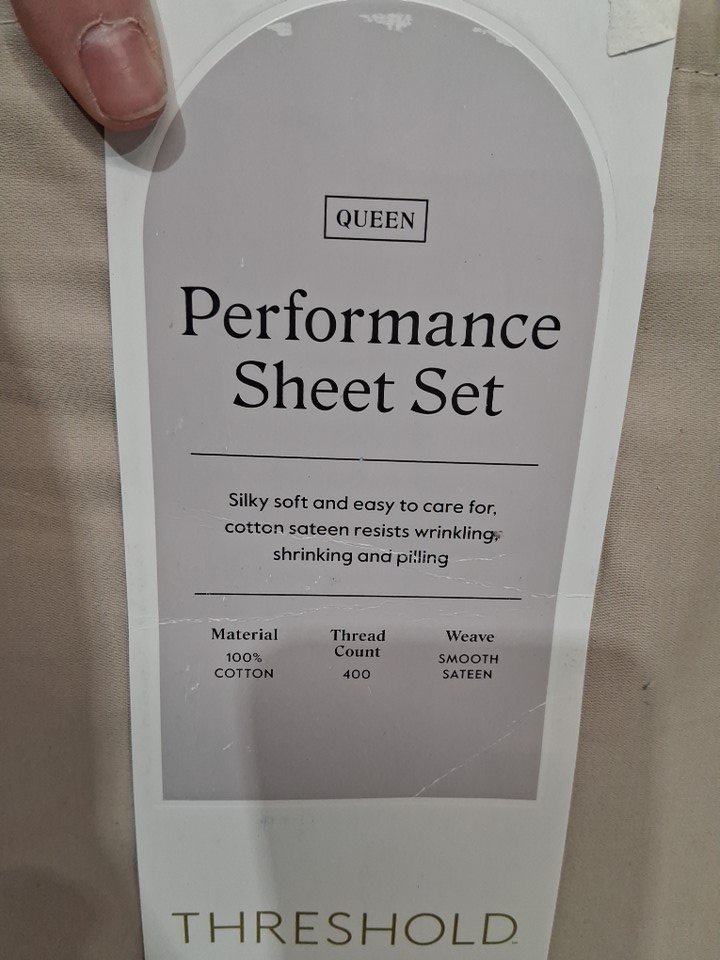 QUEEN
Performance
Sheet Set
Silky soft and easy to care for,
cotton sateen resists wrinkling,
shrinking and pilling
Material
100%
COTTON
Thread
Count
400
Weave
SMOOTH
SATEEN
THRESHOLD